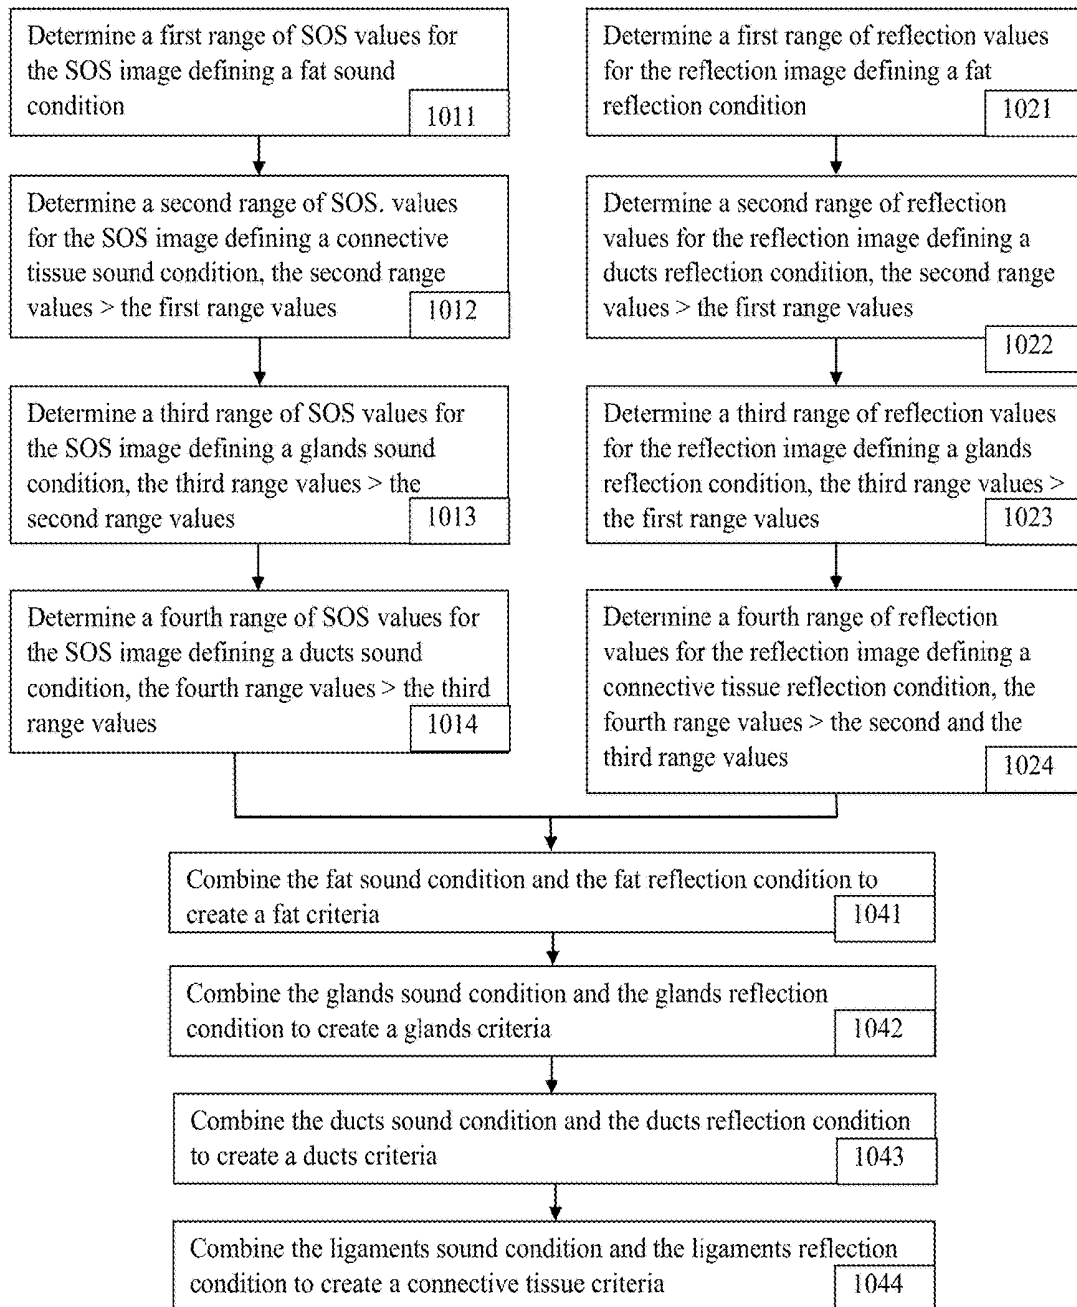 Determine a first range of SOS values for
the SOS image defining a fat sound
condition
1011
Determine a second range of SOS. values
for the SOS image defining a connective
tissue sound condition, the second range
values > the first range values
1012
Determine a third range of SOS values for
the SOS image defining a glands sound
condition, the third range values > the
second range values
1013
Determine a fourth range of SOS values for
the SOS image defining a ducts sound
condition, the fourth range values > the third
range values
1014
Determine a first range of reflection values
for the reflection image defining a fat
reflection condition
1021
Determine a second range of reflection
values for the reflection image defining a
ducts reflection condition, the second range
values > the first range values
1022
Determine a third range of reflection values
for the reflection image defining a glands
reflection condition, the third range values >
the first range values
1023
Determine a fourth range of reflection
values for the reflection image defining a
connective tissue reflection condition, the
fourth range values > the second and the
third range values
1024
Combine the fat sound condition and the fat reflection condition to
create a fat criteria
1041
Combine the glands sound condition and the glands reflection
condition to create a glands criteria
1042
Combine the ducts sound condition and the ducts reflection condition
to create a ducts criteria
1043
Combine the ligaments sound condition and the ligaments reflection
condition to create a connective tissue criteria
1044